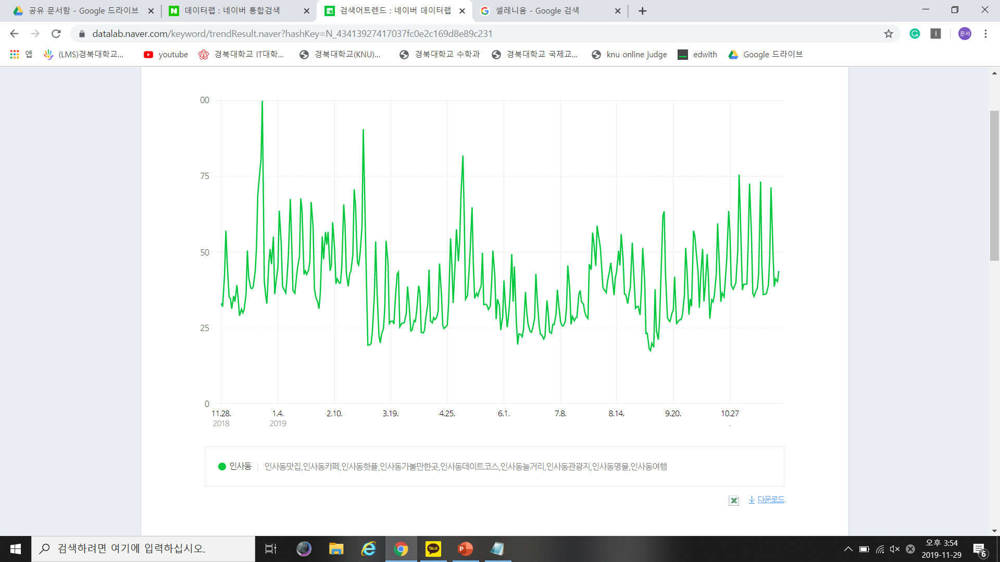 공유 문서함 - Google 드라이브
데이터랩 : 네이버 통합검색
검색어트렌드 : 네이버 데이터랩
셀레니움 - Google 검색
datalab.naver.com/keyword/trendResult.naver?hashKey=N_43413927417037fc0e2c169d8e89c231
G
I
은서
앱
(LMS)경북대학교...
youtube
경북대학교 IT대학...
경북대학교(KNU)...
경북대학교 수학과
경북대학교 국제교...
knu online judge
edwith
Google 드라이브
00
75
50
25
0
11.28. 1.4. 2.10. 3.19. 4.25. 6.1. 7.8. 8.14. 9.20. 10.27
2018 2019 .
인사동
인사동맛집,인사동카페,인사동핫플,인사동가볼만한곳,인사동데이트코스,인사동놀거리,인사동관광지,인사동명물,인사동여행
다운로드
검색하려면 여기에 입력하십시오.
TALK
P
오후 3:54
2019-11-29
6